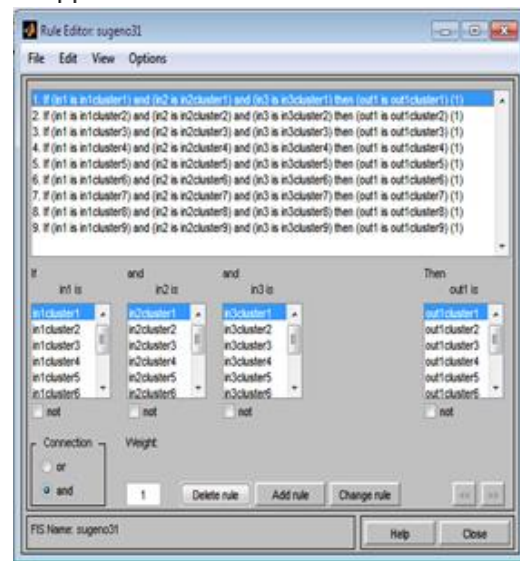 Rule Editor: sugeno31
File Edit View Options
1. If (in1 is in1cluster1) and (in2 is in2cluster1) and (in3 is in3cluster1) then (out1 is out1cluster1) (1)
2. If (in1 is in1cluster2) and (in2 is in2cluster2) and (in3 is in3cluster2) then (out1 is out1cluster2) (1)
3. If (in1 is in1cluster3) and (in2 is in2cluster3) and (in3 is in3cluster3) then (out1 is out1cluster3) (1)
4. If (in1 is in1cluster4) and (in2 is in2cluster4) and (in3 is in3cluster4) then (out1 is out1cluster4) (1)
5. If (in1 is in1cluster5) and (in2 is in2cluster5) and (in3 is in3cluster5) then (out1 is out1cluster5) (1)
6. If (in1 is in1cluster6) and (in2 is in2cluster6) and (in3 is in3cluster6) then (out1 is out1cluster6) (1)
7. If (in1 is in1cluster7) and (in2 is in2cluster7) and (in3 is in3cluster7) then (out1 is out1cluster7) (1)
8. If (in1 is in1cluster8) and (in2 is in2cluster8) and (in3 is in3cluster8) then (out1 is out1cluster8) (1)
9. If (in1 is in1cluster9) and (in2 is in2cluster9) and (in3 is in3cluster9) then (out1 is out1cluster9) (1)
If and and Then
in1 is in2 is in3 is out1 is
in1cluster1 in2cluster1 in3cluster1 out1cluster1
in1cluster2 in2cluster2 in3cluster2 out1cluster2
in1cluster3 in2cluster3 in3cluster3 out1cluster3
in1cluster4 in2cluster4 in3cluster4 out1cluster4
in1cluster5 in2cluster5 in3cluster5 out1cluster5
in1cluster6 in2cluster6 in3cluster6 out1cluster6
not not not not
Connection Weight:
or
and 1 Delete rule Add rule Change rule << >>
FIS Name: sugeno31 Help Close